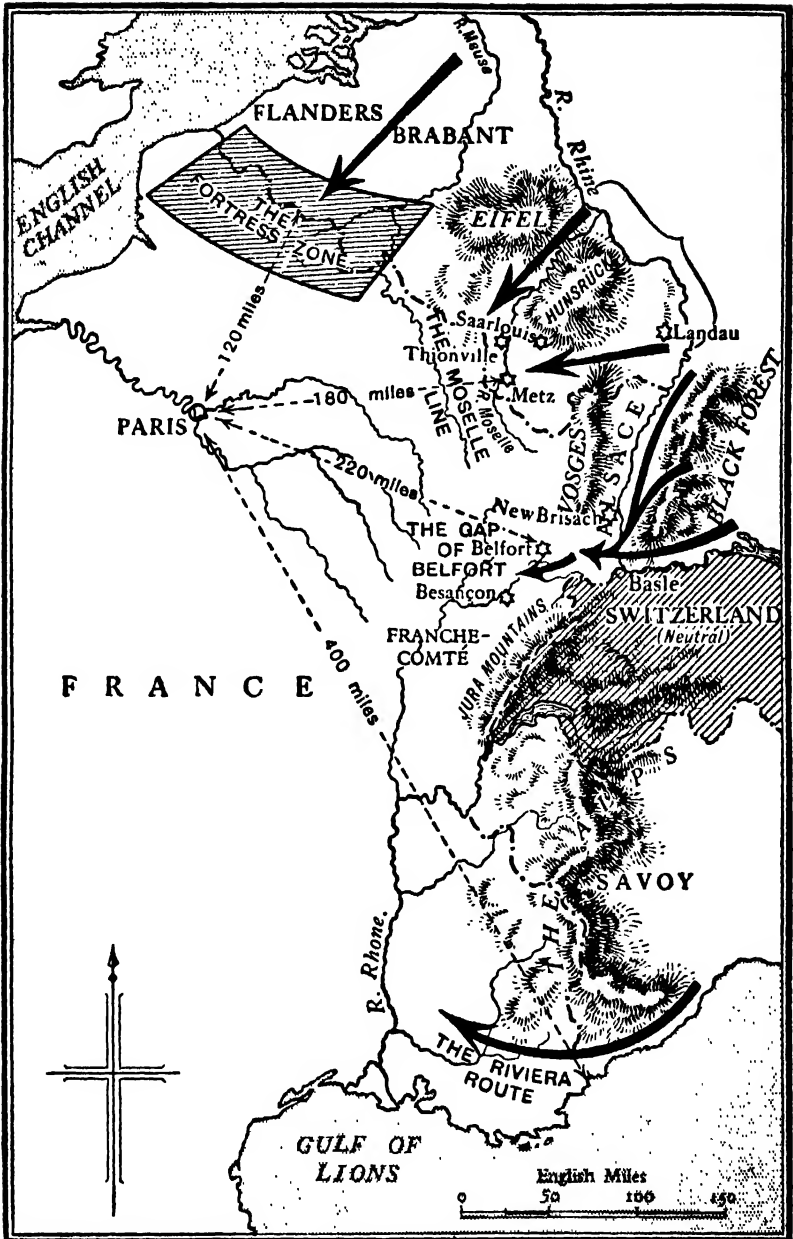 R. Meuse
FLANDERS
BRABANT
R. Rhine
ENGLISH
CHANNEL
THE
FORTRESS ZONE
EIFEL
HUNSRÜCK
120 miles
Saarlouis
Landau
Thionville
THE MOSELLE
LINE
R. Moselle
Metz
180 miles
PARIS
VOSGES
ALSACE
BLACK FOREST
220 miles
New Brisach
THE GAP
OF Belfort
BELFORT
Besançon
Basle
SWITZERLAND
(Neutral)
FRANCHE-
COMTÉ
JURA MOUNTAINS
400 miles
FRANCE
THE ALPS
SAVOY
R. Rhone.
THE RIVIERA
ROUTE
GULF OF
LIONS
English Miles
0 50 100 150